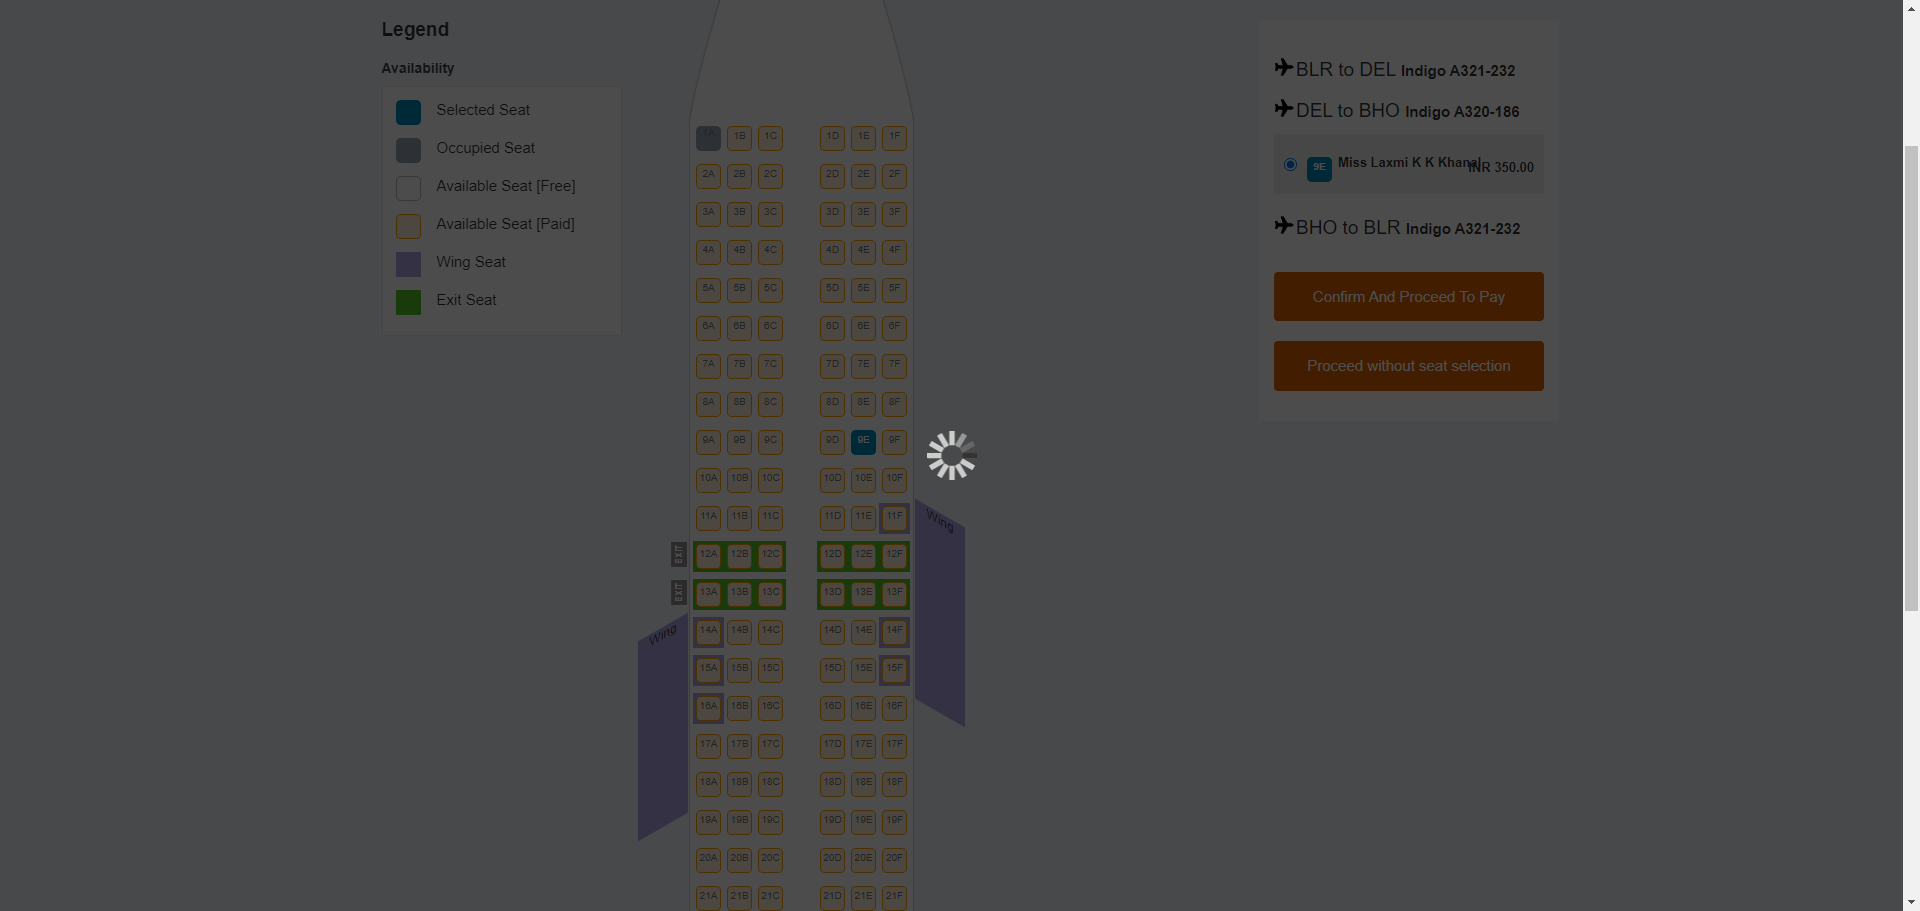 Legend
Availability
Selected Seat
Occupied Seat
Available Seat [Free]
Available Seat [Paid]
Wing Seat
Exit Seat
1A 1B 1C 1D 1E 1F
2A 2B 2C 2D 2E 2F
3A 3B 3C 3D 3E 3F
4A 4B 4C 4D 4E 4F
5A 5B 5C 5D 5E 5F
6A 6B 6C 6D 6E 6F
7A 7B 7C 7D 7E 7F
8A 8B 8C 8D 8E 8F
9A 9B 9C 9D 9E 9F
10A 10B 10C 10D 10E 10F
11A 11B 11C 11D 11E 11F
Wing
EXIT 12A 12B 12C 12D 12E 12F
EXIT 13A 13B 13C 13D 13E 13F
Wing
14A 14B 14C 14D 14E 14F
15A 15B 15C 15D 15E 15F
16A 16B 16C 16D 16E 16F
17A 17B 17C 17D 17E 17F
18A 18B 18C 18D 18E 18F
19A 19B 19C 19D 19E 19F
20A 20B 20C 20D 20E 20F
21A 21B 21C 21D 21E 21F
BLR to DEL Indigo A321-232
DEL to BHO Indigo A320-186
9E Miss Laxmi K K Khanal INR 350.00
BHO to BLR Indigo A321-232
Confirm And Proceed To Pay
Proceed without seat selection